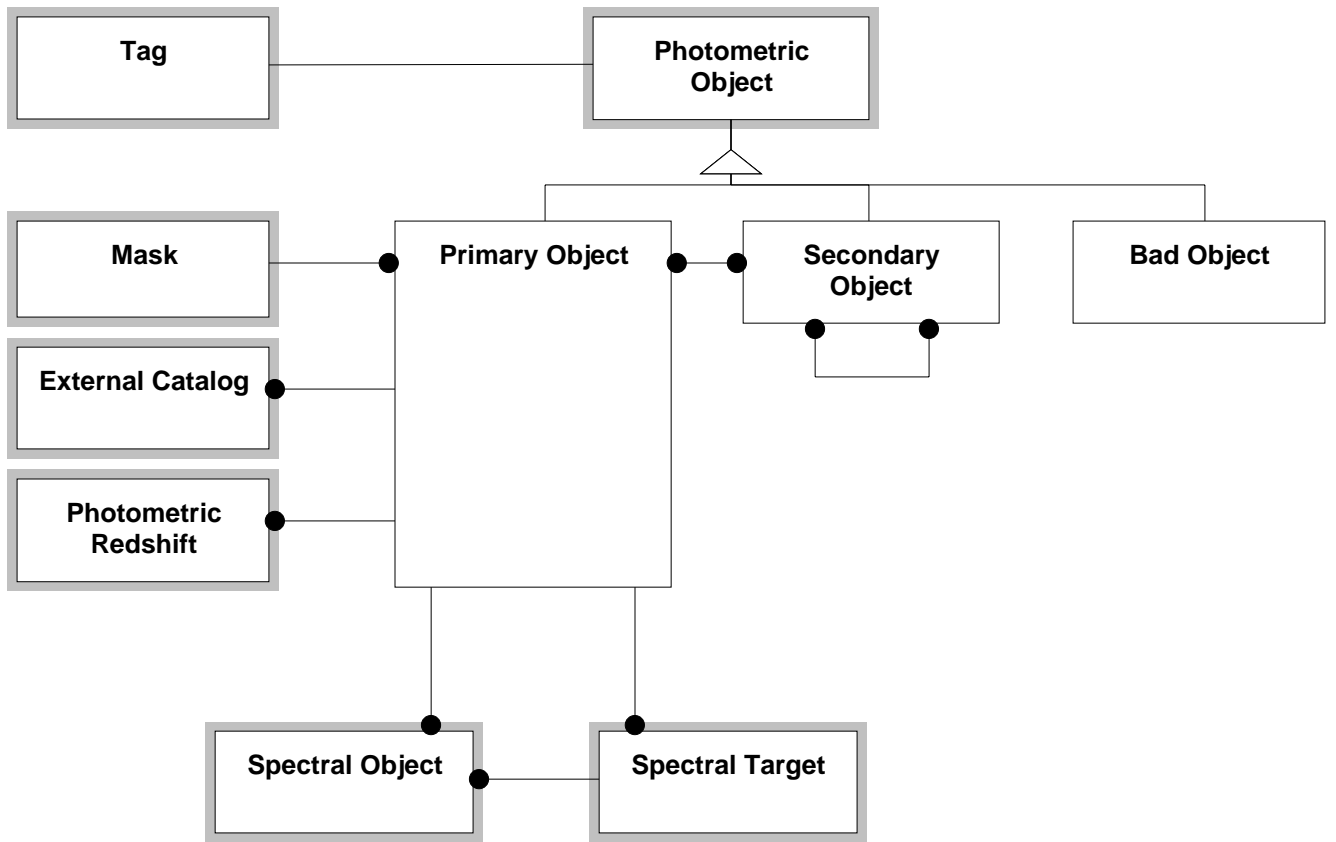 Tag
Photometric
Object
Mask
Primary Object
Secondary
Object
Bad Object
External Catalog
Photometric
Redshift
Spectral Object
Spectral Target